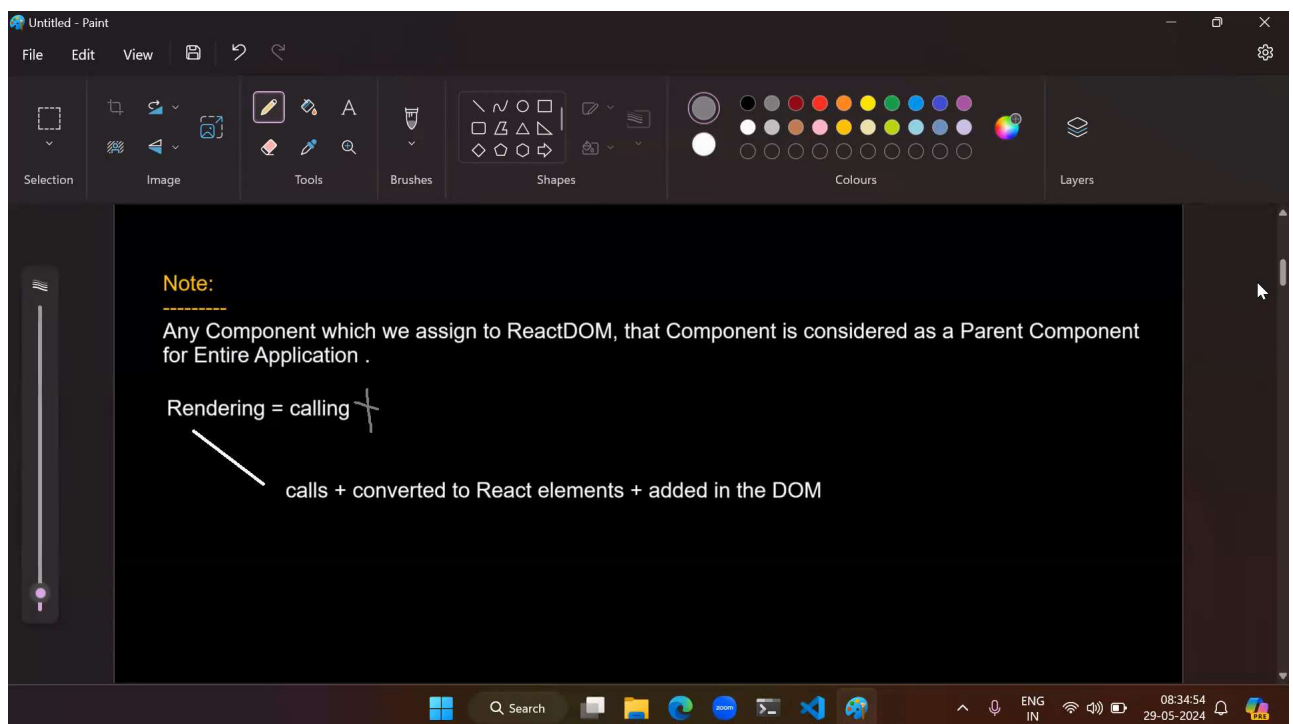 Untitled - Paint
File Edit View
Selection Image Tools Brushes Shapes Colours Layers
Note:
---------
Any Component which we assign to ReactDOM, that Component is considered as a Parent Component
for Entire Application .
Rendering = calling
calls + converted to React elements + added in the DOM
Search zoom ENG 08:34:54
IN 29-05-2024 PRE